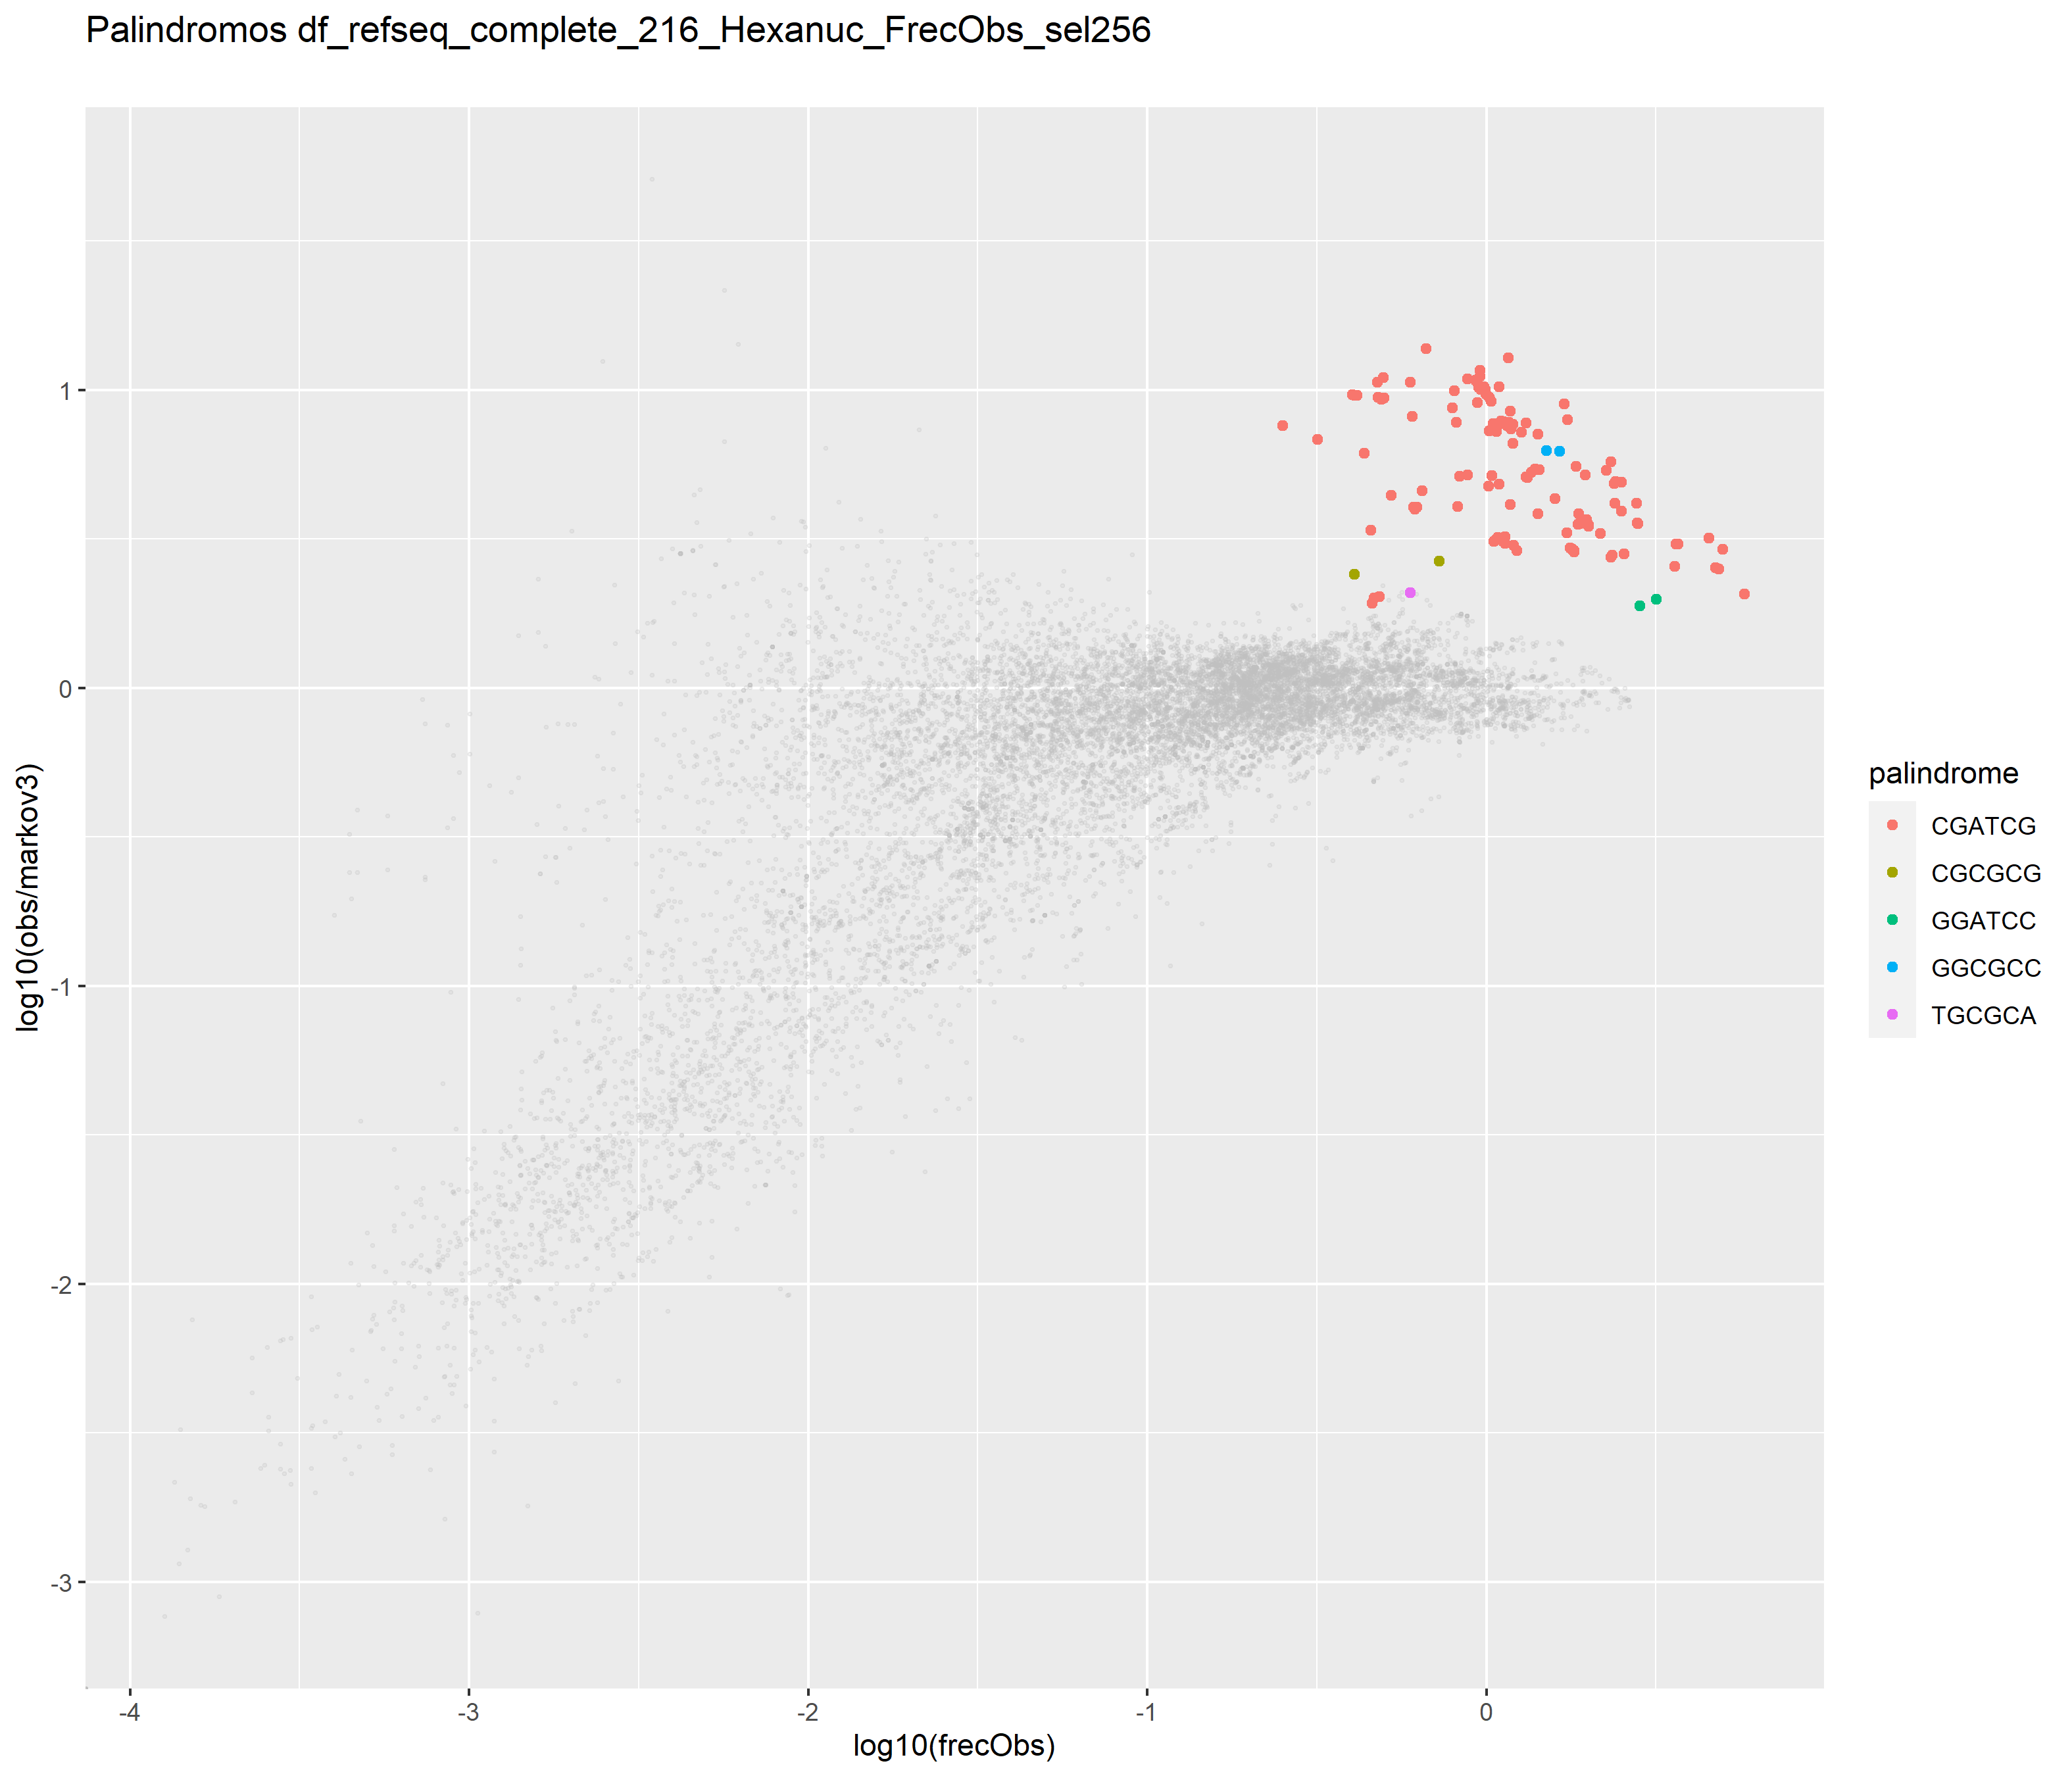 Palindromos df_refseq_complete_216_Hexanuc_FrecObs_sel256
1
0
-1
-2
-3
log10(obs/markov3)
-4
-3
-2
-1
0
log10(frecObs)
palindrome
CGATCG
CGCGCG
GGATCC
GGCGCC
TGCGCA